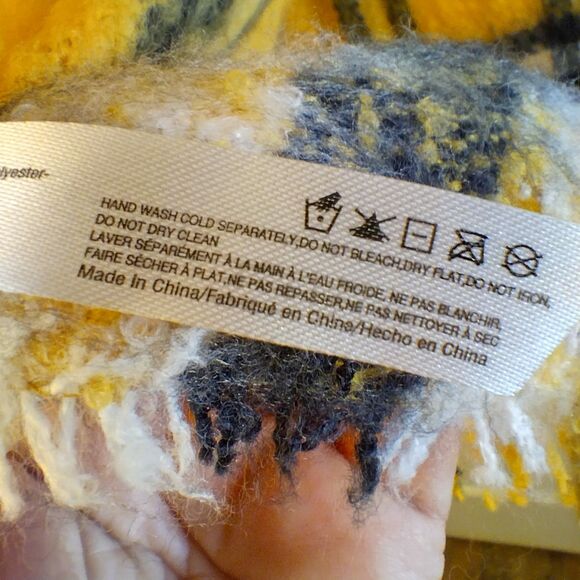 lyester-
HAND WASH COLD SEPARATELY,DO NOT BLEACH,DRY FLAT,DO NOT IRON,
DO NOT DRY CLEAN
LAVER SÉPARÉMENT À LA MAIN À L'EAU FROIDE, NE PAS BLANCHIR,
FAIRE SÉCHER À PLAT,NE PAS REPASSER,NE PAS NETTOYER À SEC
Made In China/Fabriqué en China/Hecho en China